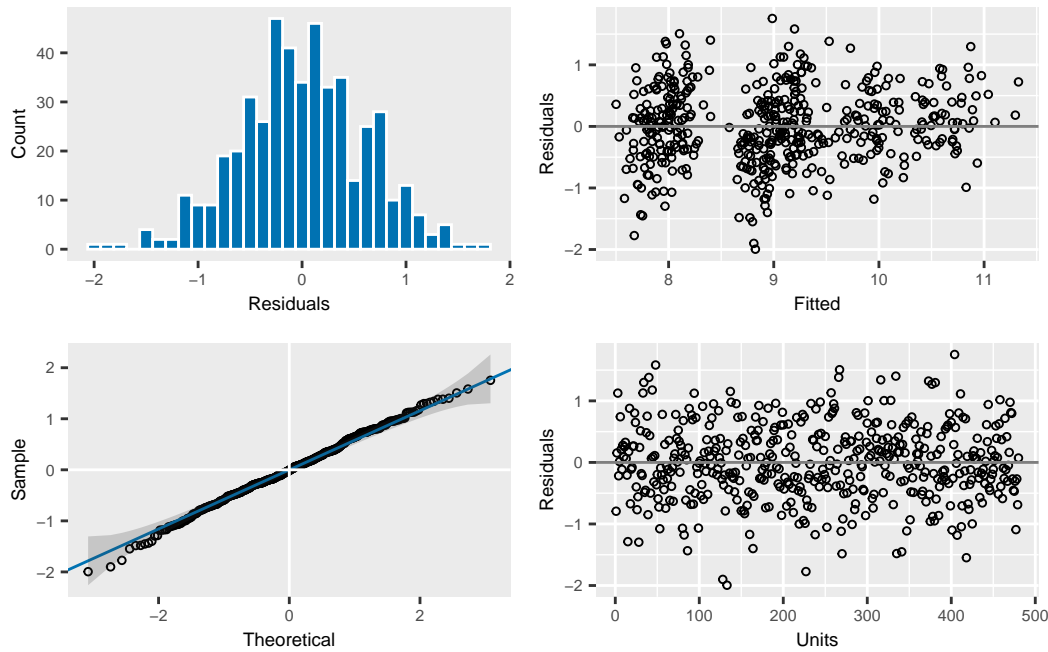 40
30
20
10
0
Count
−2 −1 0 1 2
Residuals
1
0
−1
−2
Residuals
8 9 10 11
Fitted
2
1
0
−1
−2
Sample
−2 0 2
Theoretical
1
0
−1
−2
Residuals
0 100 200 300 400 500
Units